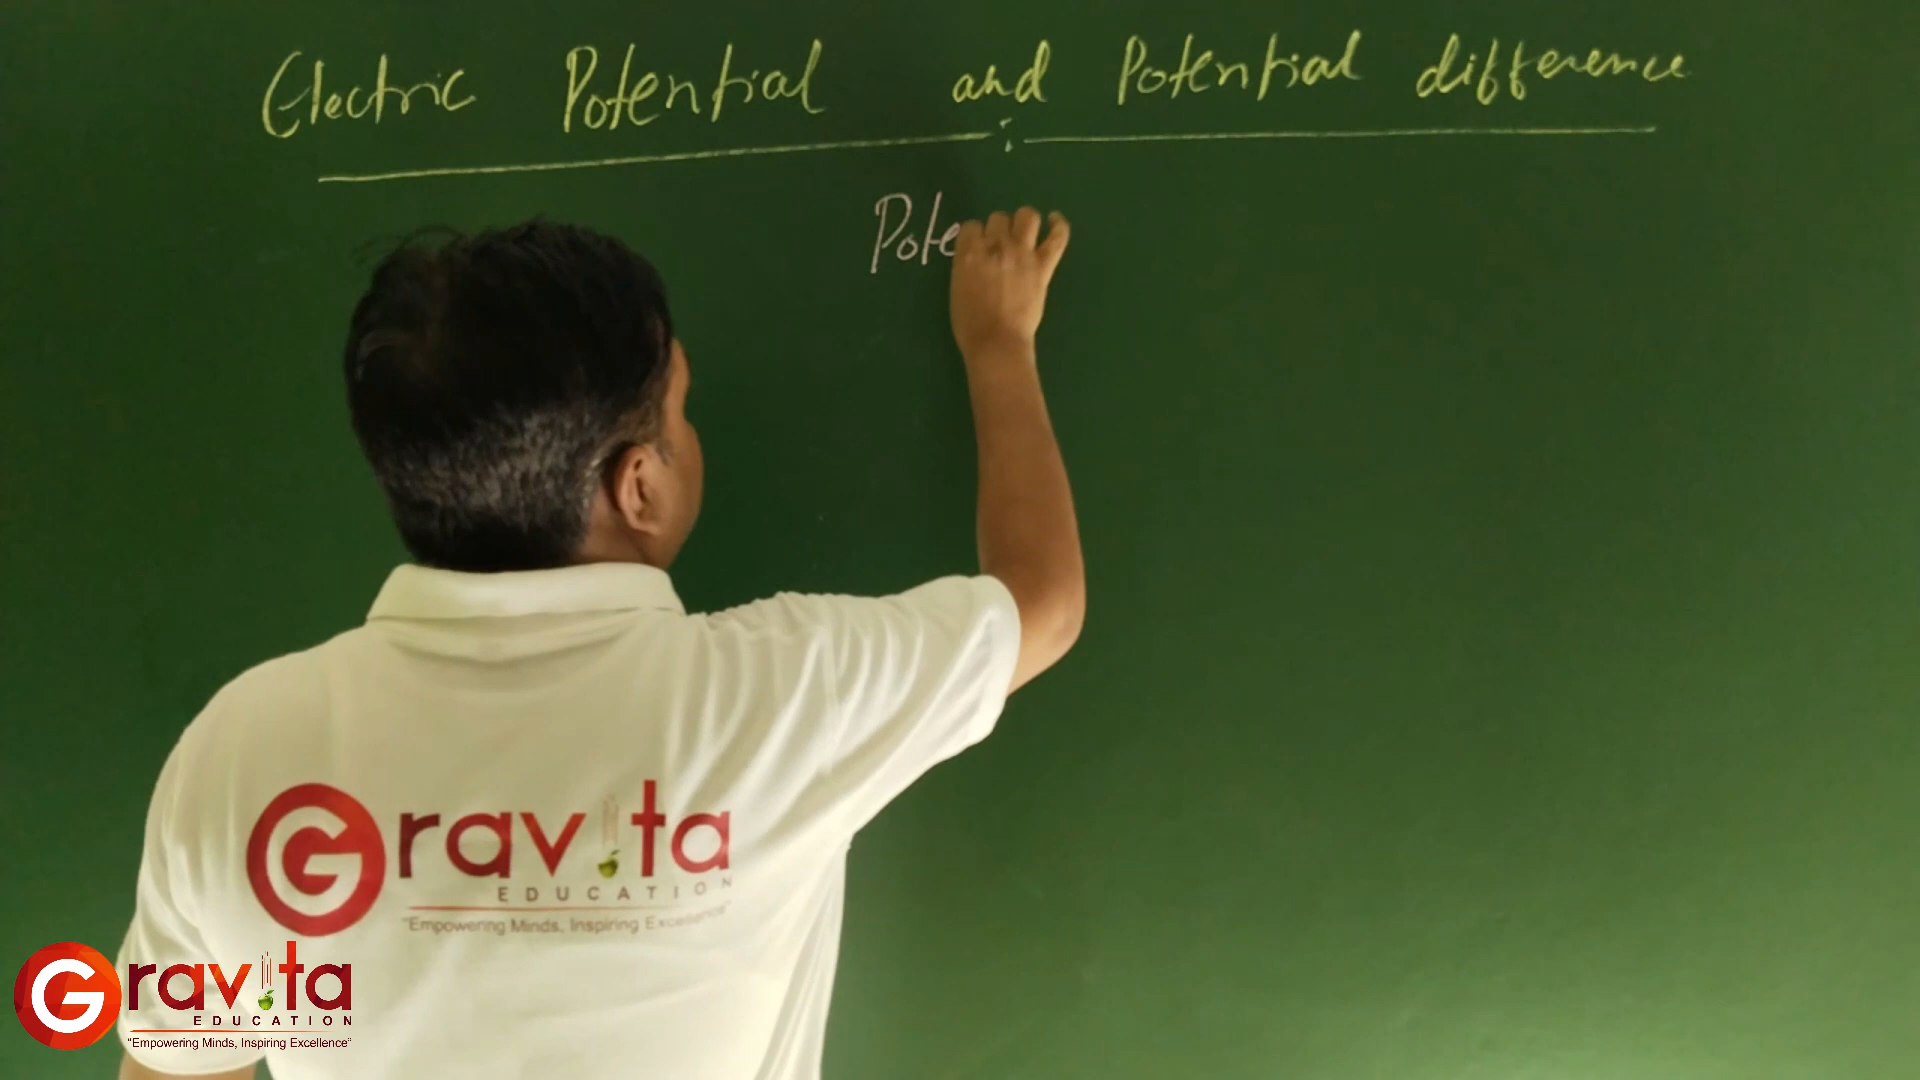 Electric Potential and Potential difference
Pote
Gravita
EDUCATION
"Empowering Minds, Inspiring Excellence"
Gravita
EDUCATION
"Empowering Minds, Inspiring Excellence"